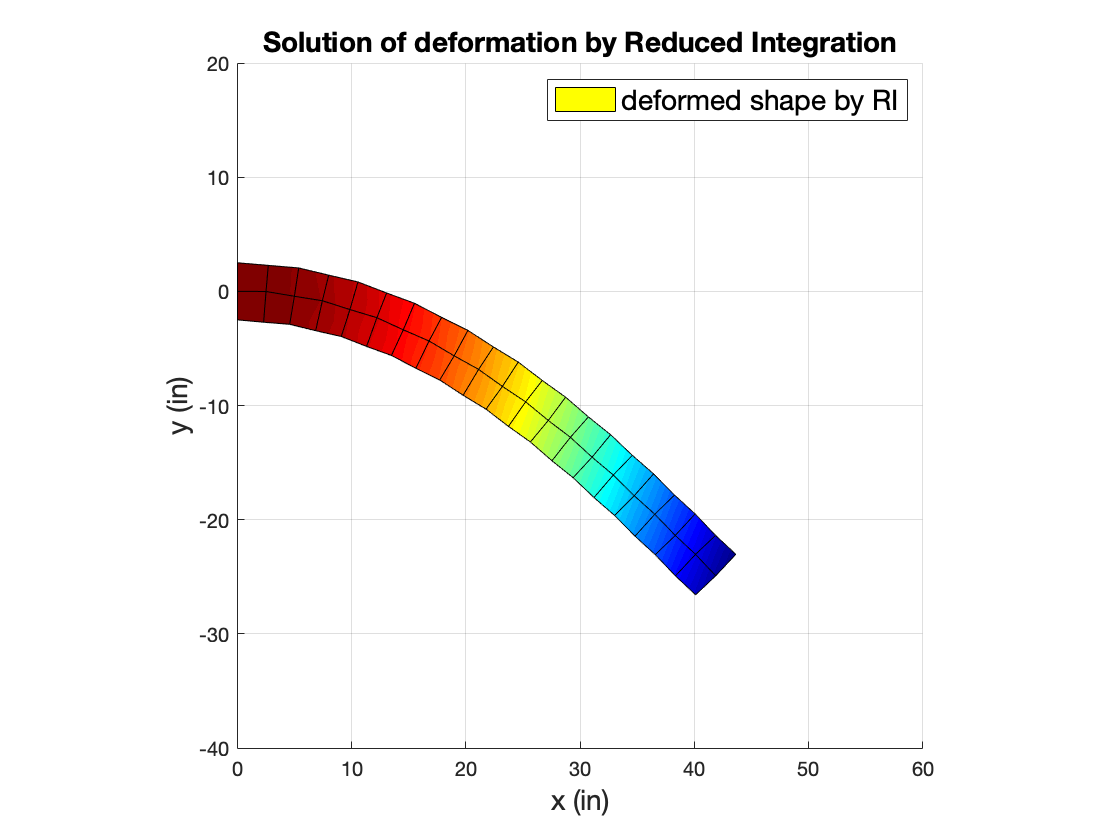 Solution of deformation by Reduced Integration
deformed shape by RI
20
10
0
-10
-20
-30
-40
y (in)
0 10 20 30 40 50 60
x (in)